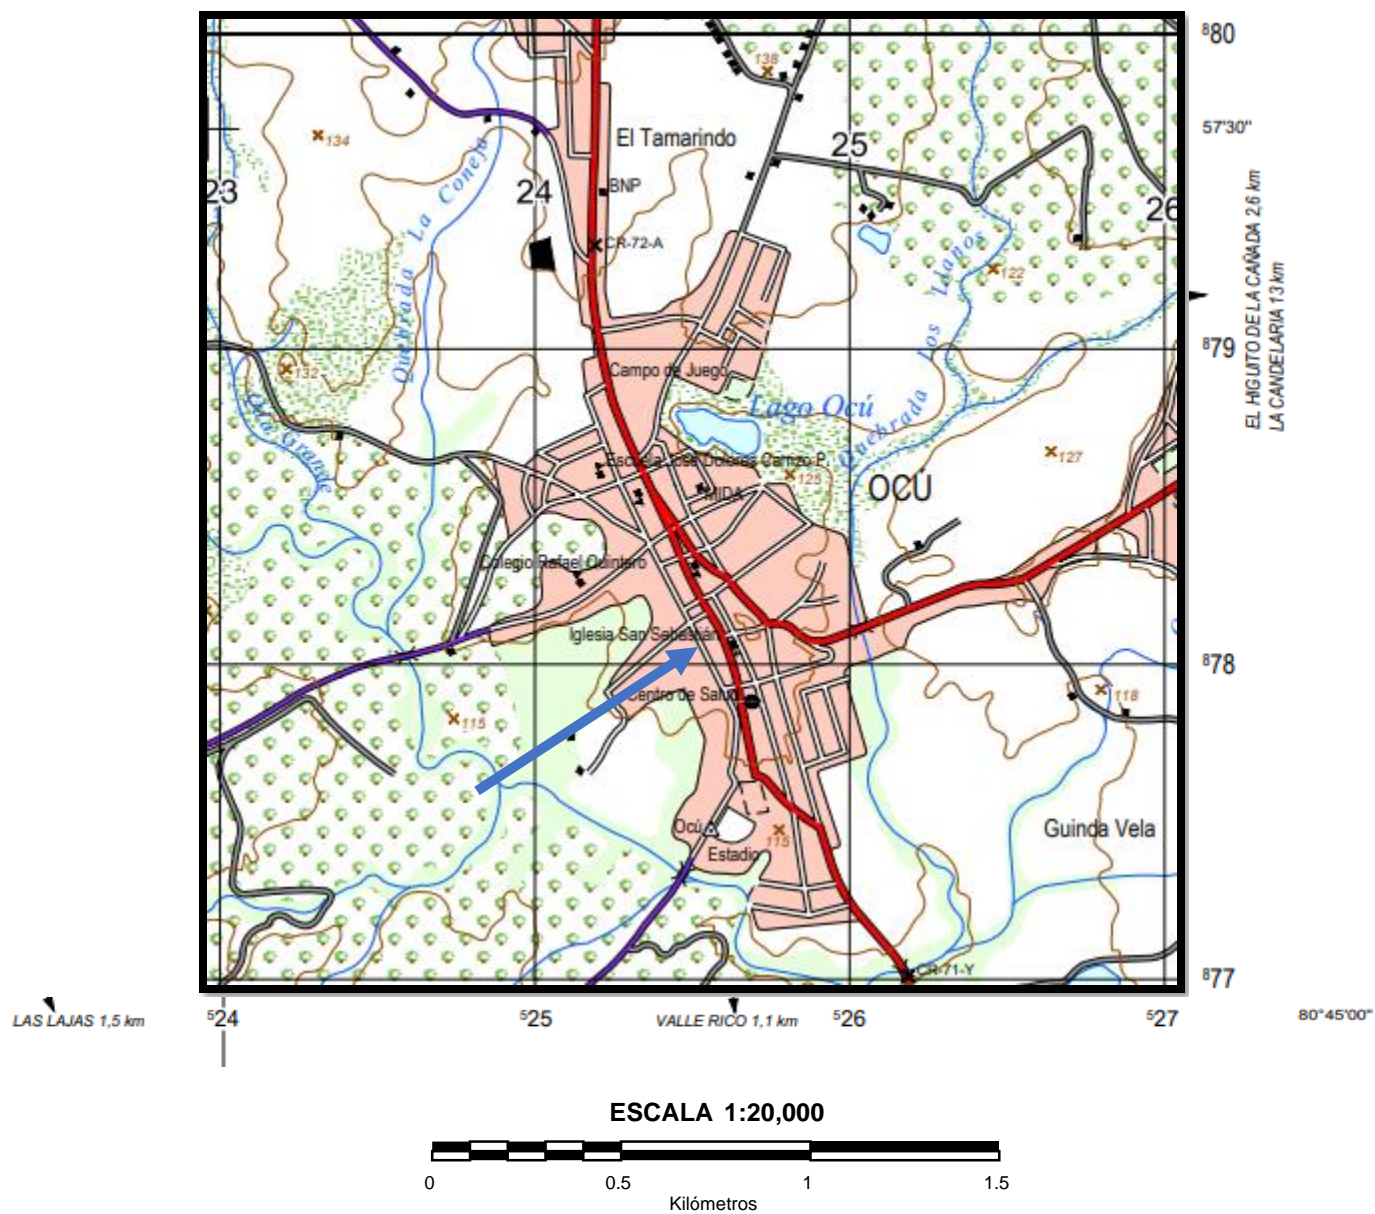 ⁸80
138
57'30"
134
El Tamarindo
25
Quebrada La Coneja
23
24
BNP
26
CR-72-A
Quebrada Los Llanos
122
EL HIGUITO DE LA CAÑADA 2,6 km
LA CANDELARIA 13 km
⁸79
132
Campo de Juego
Lago Ocú
Qda. Grande
127
Escuela José Dolores Carrizo P.
125
MIDA
OCÚ
Colegio Rafael Quintero
Iglesia San Sebastián
⁸78
Centro de Salud
118
115
Ocú
115
Guinda Vela
Estadio
CR-71-Y
⁸77
LAS LAJAS 1,5 km
⁵24
⁵25
VALLE RICO 1,1 km
⁵26
⁵27
80°45'00"
ESCALA 1:20,000
0
0.5
1
1.5
Kilómetros